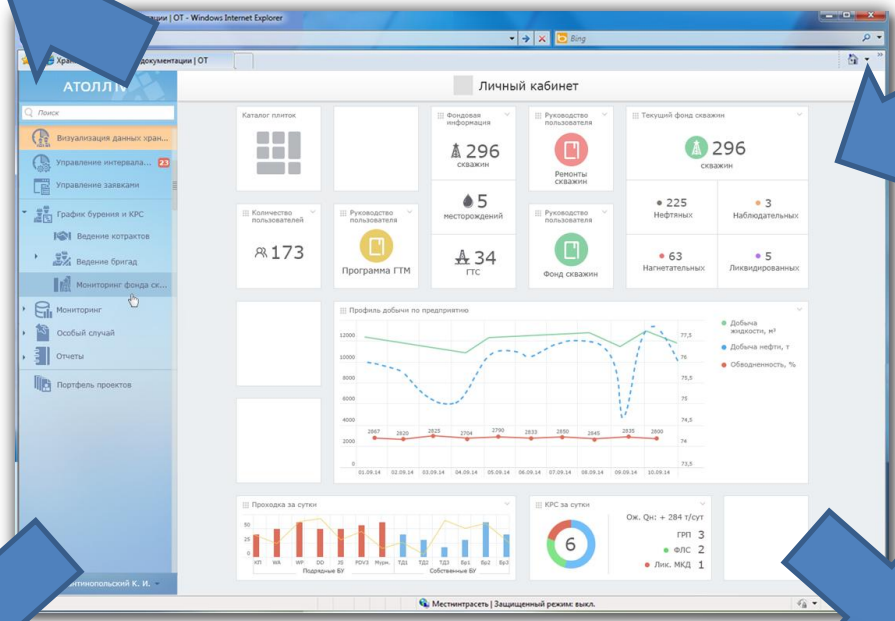 ции | ОТ - Windows Internet Explorer
Bing
Хран
документации | ОТ
АТОЛЛ
Личный кабинет
Поиск
Визуализация данных хран...
Управление интервала... 23
Управление заявками
График бурения и КРС
Ведение котрактов
Ведение бригад
Мониторинг фонда ск...
Мониторинг
Особый случай
Отчеты
Портфель проектов
нтинопольский К. И.
Каталог плиток
Фондовая
информация
296
скважин
5
месторождений
34
ГТС
Руководство
пользователя
Ремонты
скважин
Текущий фонд скважин
296
скважин
225
Нефтяных
3
Наблюдательных
63
Нагнетательных
5
Ликвидированных
Количество
пользователей
173
Руководство
пользователя
Программа ГТМ
Руководство
пользователя
Фонд скважин
Профиль добычи по предприятию
12000
10000
8000
6000
4000
2000
0
77,5
76
75,5
75
74,5
74
73,5
2867 2820 2825 2704 2790 2833 2850 2845 2835 2800
01.09.14 02.09.14 03.09.14 04.09.14 05.09.14 06.09.14 07.09.14 08.09.14 09.09.14 10.09.14
Добыча
жидкости, м³
Добыча нефти, т
Обводненность, %
Проходка за сутки
50
25
0
КП WA WF DD JS PDV3 Мурм. ТД1 ТД2 ТД3 Бр1 Бр2 Бр3
Подрядные БУ Собственные БУ
КРС за сутки
6
Ож. Qн: + 284 т/сут
ГРП 3
ФЛС 2
Лик. МКД 1
Местнинтрасеть | Защищенный режим: выкл.